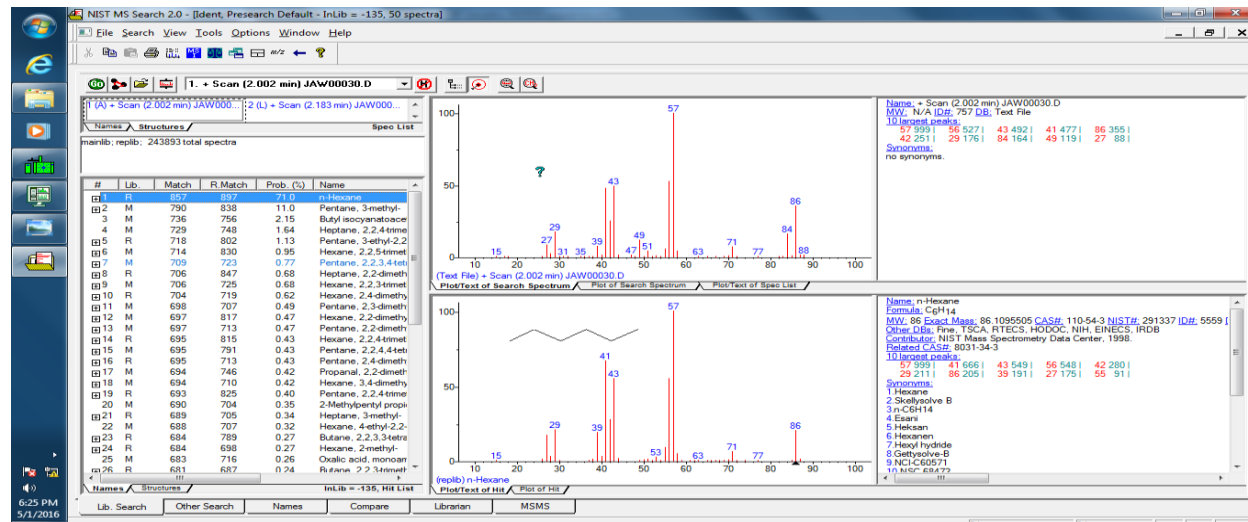 NIST MS Search 2.0 - [Ident, Presearch Default - InLib = -135, 50 spectra]
File Search View Tools Options Window Help
m/z
1. + Scan (2.002 min) JAW00030.D
1 (A) + Scan (2.002 min) JAW000... 2 (L) + Scan (2.183 min) JAW000...
Names Structures Spec List
mainlib; replib; 243893 total spectra
# Lib. Match R.Match Prob. (%) Name
1 R 857 897 71.0 n-Hexane
2 M 790 838 11.0 Pentane, 3-methyl-
3 M 736 756 2.15 Butyl isocyanatoace
4 M 729 748 1.64 Heptane, 2,2,4-trime
5 R 718 802 1.13 Pentane, 3-ethyl-2,2
6 M 714 830 0.95 Hexane, 2,2,5-trimet
7 M 709 723 0.77 Pentane, 2,2,3,4-tet
8 R 706 847 0.68 Heptane, 2,2-dimeth
9 M 706 725 0.68 Hexane, 2,2,3-trimet
10 R 704 719 0.62 Hexane, 2,4-dimethy
11 M 698 707 0.49 Pentane, 2,3-dimeth
12 M 697 817 0.47 Hexane, 2,2-dimethy
13 M 697 713 0.47 Pentane, 2,2-dimeth
14 R 695 815 0.43 Hexane, 2,2,4-trimet
15 M 695 791 0.43 Pentane, 2,2,4,4-tet
16 R 695 713 0.43 Pentane, 2,4-dimeth
17 M 694 746 0.42 Propanal, 2,2-dimeth
18 M 694 710 0.42 Hexane, 3,4-dimethy
19 R 693 825 0.40 Pentane, 2,2,4-trime
20 M 690 704 0.35 2-Methylpentyl propi
21 R 689 705 0.34 Heptane, 3-methyl-
22 M 688 707 0.32 Hexane, 4-ethyl-2,2-
23 R 684 789 0.27 Butane, 2,2,3,3-tetra
24 R 684 698 0.27 Hexane, 2-methyl-
25 M 683 716 0.26 Oxalic acid, monoam
26 R 681 687 0.24 Butane, 2,2,3-trimeth
Names Structures InLib = -135, Hit List
100
50
0
57
43
86
84
29
49
27
39
51
47
71
88
15
31
35
63
77
10 20 30 40 50 60 70 80 90 100
(Text File) + Scan (2.002 min) JAW00030.D
Plot/Text of Search Spectrum Plot of Search Spectrum Plot/Text of Spec List
Name: + Scan (2.002 min) JAW00030.D
MW: N/A ID#: 757 DB: Text File
10 largest peaks:
57 999 | 56 527 | 43 492 | 41 477 | 86 355 |
42 251 | 29 176 | 84 164 | 49 119 | 27 88 |
Synonyms:
no synonyms.
100
50
0
57
41
43
29
39
86
53
71
15
63
77
10 20 30 40 50 60 70 80 90 100
(replib) n-Hexane
Plot/Text of Hit Plot of Hit
Name: n-Hexane
Formula: C6H14
MW: 86 Exact Mass: 86.1095505 CAS#: 110-54-3 NIST#: 291337 ID#: 5559
Other DBs: Fine, TSCA, RTECS, HODOC, NIH, EINECS, IRDB
Contributor: NIST Mass Spectrometry Data Center, 1998.
Related CAS#: 8031-34-3
10 largest peaks:
57 999 | 41 666 | 43 549 | 56 548 | 42 280 |
29 211 | 86 205 | 39 191 | 27 175 | 55 91 |
Synonyms:
1.Hexane
2.Skellysolve B
3.n-C6H14
4.Esani
5.Heksan
6.Hexanen
7.Hexyl hydride
8.Gettysolve-B
9.NCI-C60571
10.NSC 68472
Lib. Search Other Search Names Compare Librarian MSMS
6:25 PM
5/1/2016